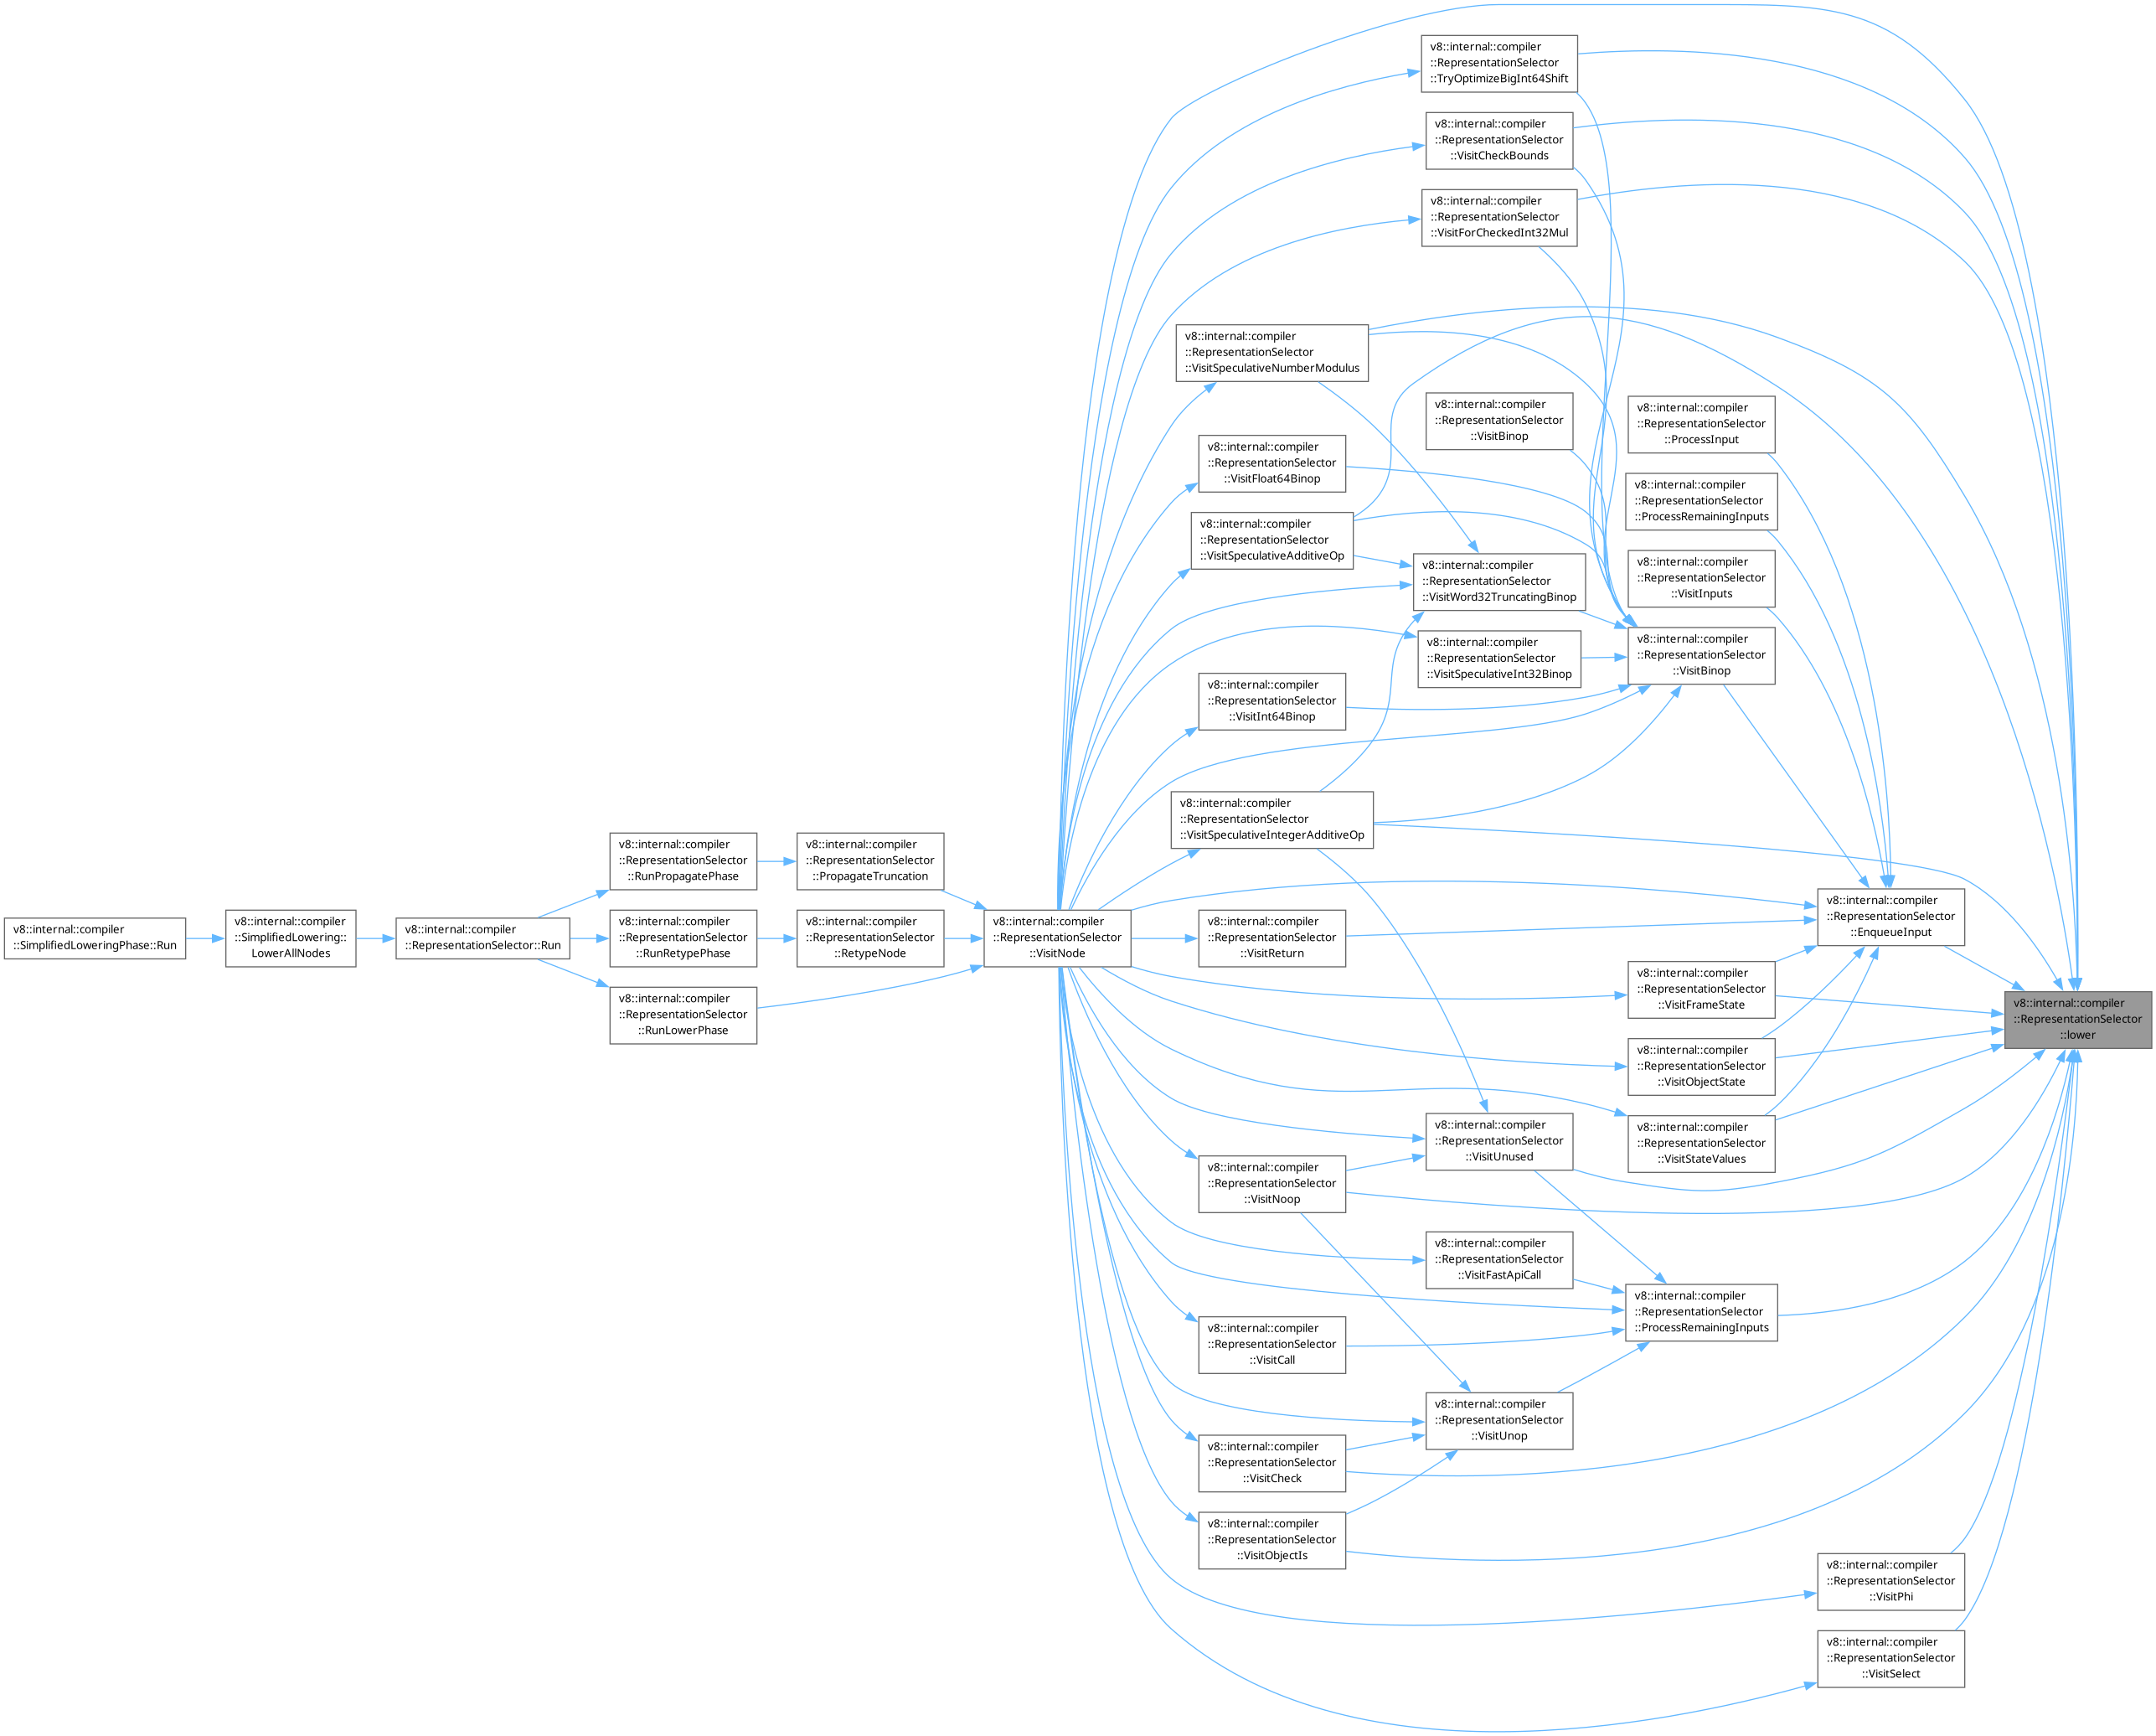 v8::internal::compiler
::SimplifiedLoweringPhase::Run
v8::internal::compiler
::SimplifiedLowering::
LowerAllNodes
v8::internal::compiler
::RepresentationSelector::Run
v8::internal::compiler
::RepresentationSelector
::RunPropagatePhase
v8::internal::compiler
::RepresentationSelector
::RunRetypePhase
v8::internal::compiler
::RepresentationSelector
::RunLowerPhase
v8::internal::compiler
::RepresentationSelector
::PropagateTruncation
v8::internal::compiler
::RepresentationSelector
::RetypeNode
v8::internal::compiler
::RepresentationSelector
::VisitNode
v8::internal::compiler
::RepresentationSelector
::VisitSpeculativeNumberModulus
v8::internal::compiler
::RepresentationSelector
::VisitFloat64Binop
v8::internal::compiler
::RepresentationSelector
::VisitSpeculativeAdditiveOp
v8::internal::compiler
::RepresentationSelector
::VisitInt64Binop
v8::internal::compiler
::RepresentationSelector
::VisitSpeculativeIntegerAdditiveOp
v8::internal::compiler
::RepresentationSelector
::VisitReturn
v8::internal::compiler
::RepresentationSelector
::VisitNoop
v8::internal::compiler
::RepresentationSelector
::VisitCall
v8::internal::compiler
::RepresentationSelector
::VisitCheck
v8::internal::compiler
::RepresentationSelector
::VisitObjectIs
v8::internal::compiler
::RepresentationSelector
::TryOptimizeBigInt64Shift
v8::internal::compiler
::RepresentationSelector
::VisitCheckBounds
v8::internal::compiler
::RepresentationSelector
::VisitForCheckedInt32Mul
v8::internal::compiler
::RepresentationSelector
::VisitBinop
v8::internal::compiler
::RepresentationSelector
::VisitWord32TruncatingBinop
v8::internal::compiler
::RepresentationSelector
::VisitSpeculativeInt32Binop
v8::internal::compiler
::RepresentationSelector
::VisitUnused
v8::internal::compiler
::RepresentationSelector
::VisitFastApiCall
v8::internal::compiler
::RepresentationSelector
::VisitUnop
v8::internal::compiler
::RepresentationSelector
::ProcessInput
v8::internal::compiler
::RepresentationSelector
::ProcessRemainingInputs
v8::internal::compiler
::RepresentationSelector
::VisitInputs
v8::internal::compiler
::RepresentationSelector
::VisitBinop
v8::internal::compiler
::RepresentationSelector
::VisitFrameState
v8::internal::compiler
::RepresentationSelector
::VisitObjectState
v8::internal::compiler
::RepresentationSelector
::VisitStateValues
v8::internal::compiler
::RepresentationSelector
::ProcessRemainingInputs
v8::internal::compiler
::RepresentationSelector
::EnqueueInput
v8::internal::compiler
::RepresentationSelector
::VisitPhi
v8::internal::compiler
::RepresentationSelector
::VisitSelect
v8::internal::compiler
::RepresentationSelector
::lower